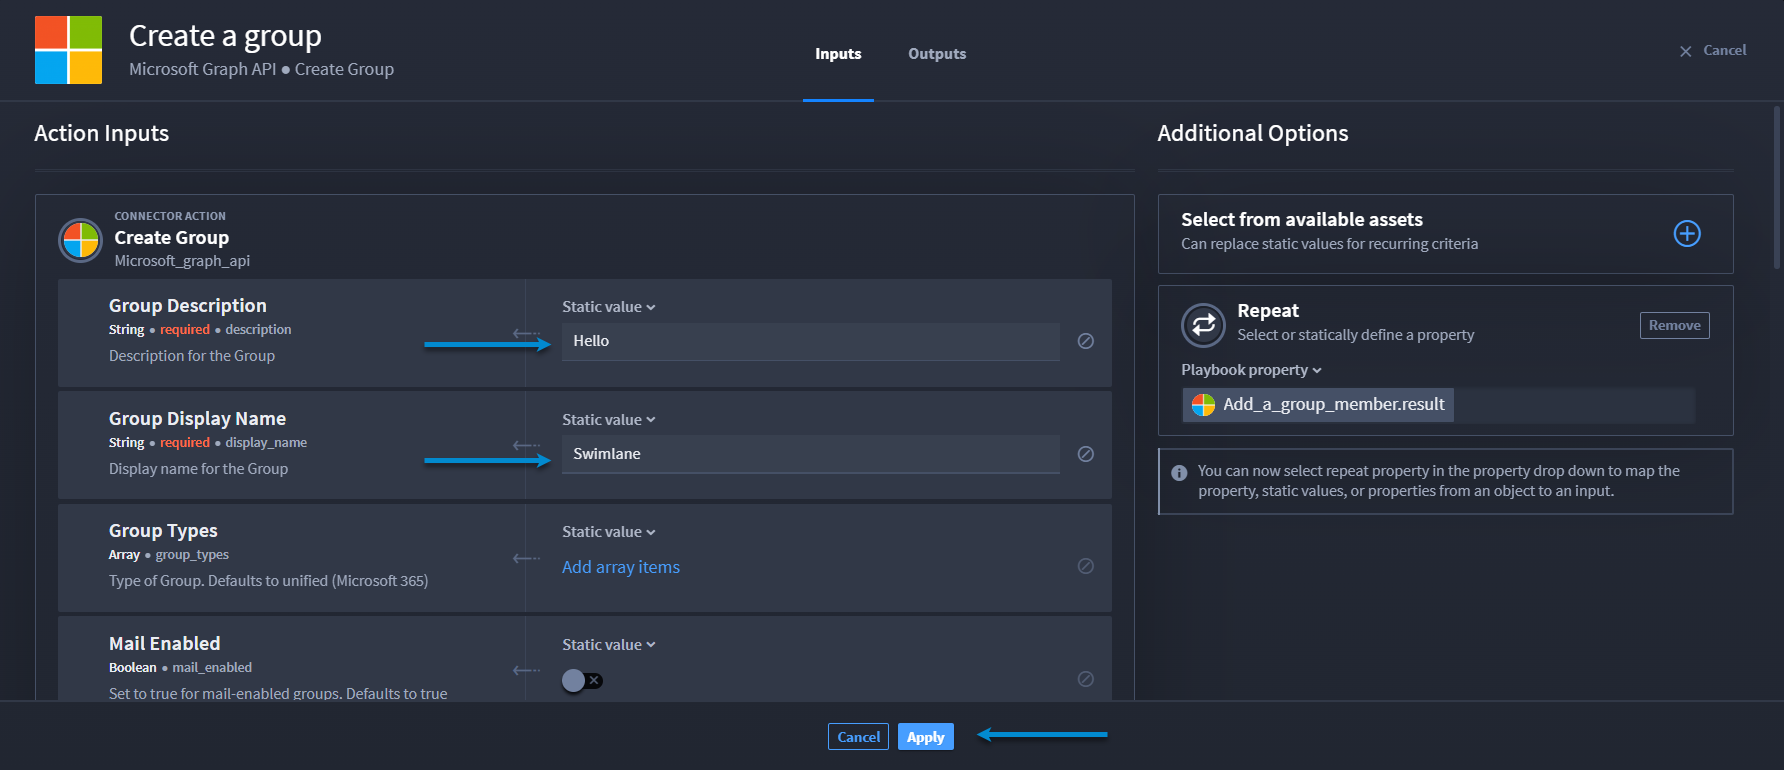 Create a group
Microsoft Graph API ● Create Group
Inputs
Outputs
Cancel
Action Inputs
CONNECTOR ACTION
Create Group
Microsoft_graph_api
Group Description
String ● required ● description
Description for the Group
Static value
Hello
Group Display Name
String ● required ● display_name
Display name for the Group
Static value
Swimlane
Group Types
Array ● group_types
Type of Group. Defaults to unified (Microsoft 365)
Static value
Add array items
Mail Enabled
Boolean ● mail_enabled
Set to true for mail-enabled groups. Defaults to true
Static value
Additional Options
Select from available assets
Can replace static values for recurring criteria
Repeat
Select or statically define a property
Remove
Playbook property
Add_a_group_member.result
You can now select repeat property in the property drop down to map the
property, static values, or properties from an object to an input.
Cancel
Apply